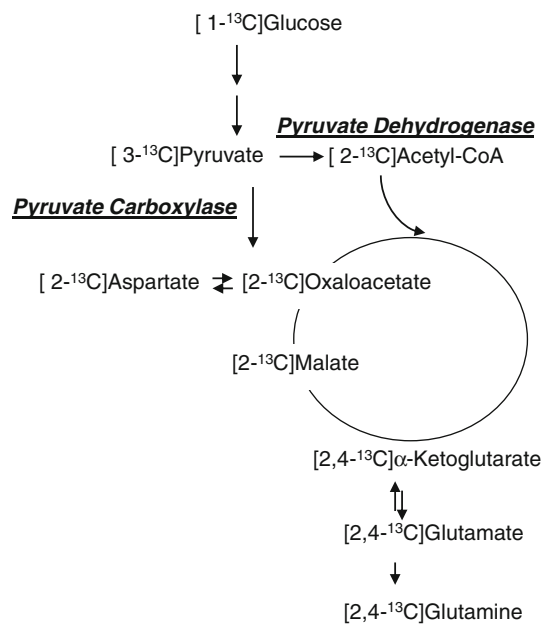 [ 1-¹³C]Glucose
Pyruvate Dehydrogenase
[ 3-¹³C]Pyruvate
[ 2-¹³C]Acetyl-CoA
Pyruvate Carboxylase
[ 2-¹³C]Aspartate
[2-¹³C]Oxaloacetate
[2-¹³C]Malate
[2,4-¹³C]α-Ketoglutarate
[2,4-¹³C]Glutamate
[2,4-¹³C]Glutamine